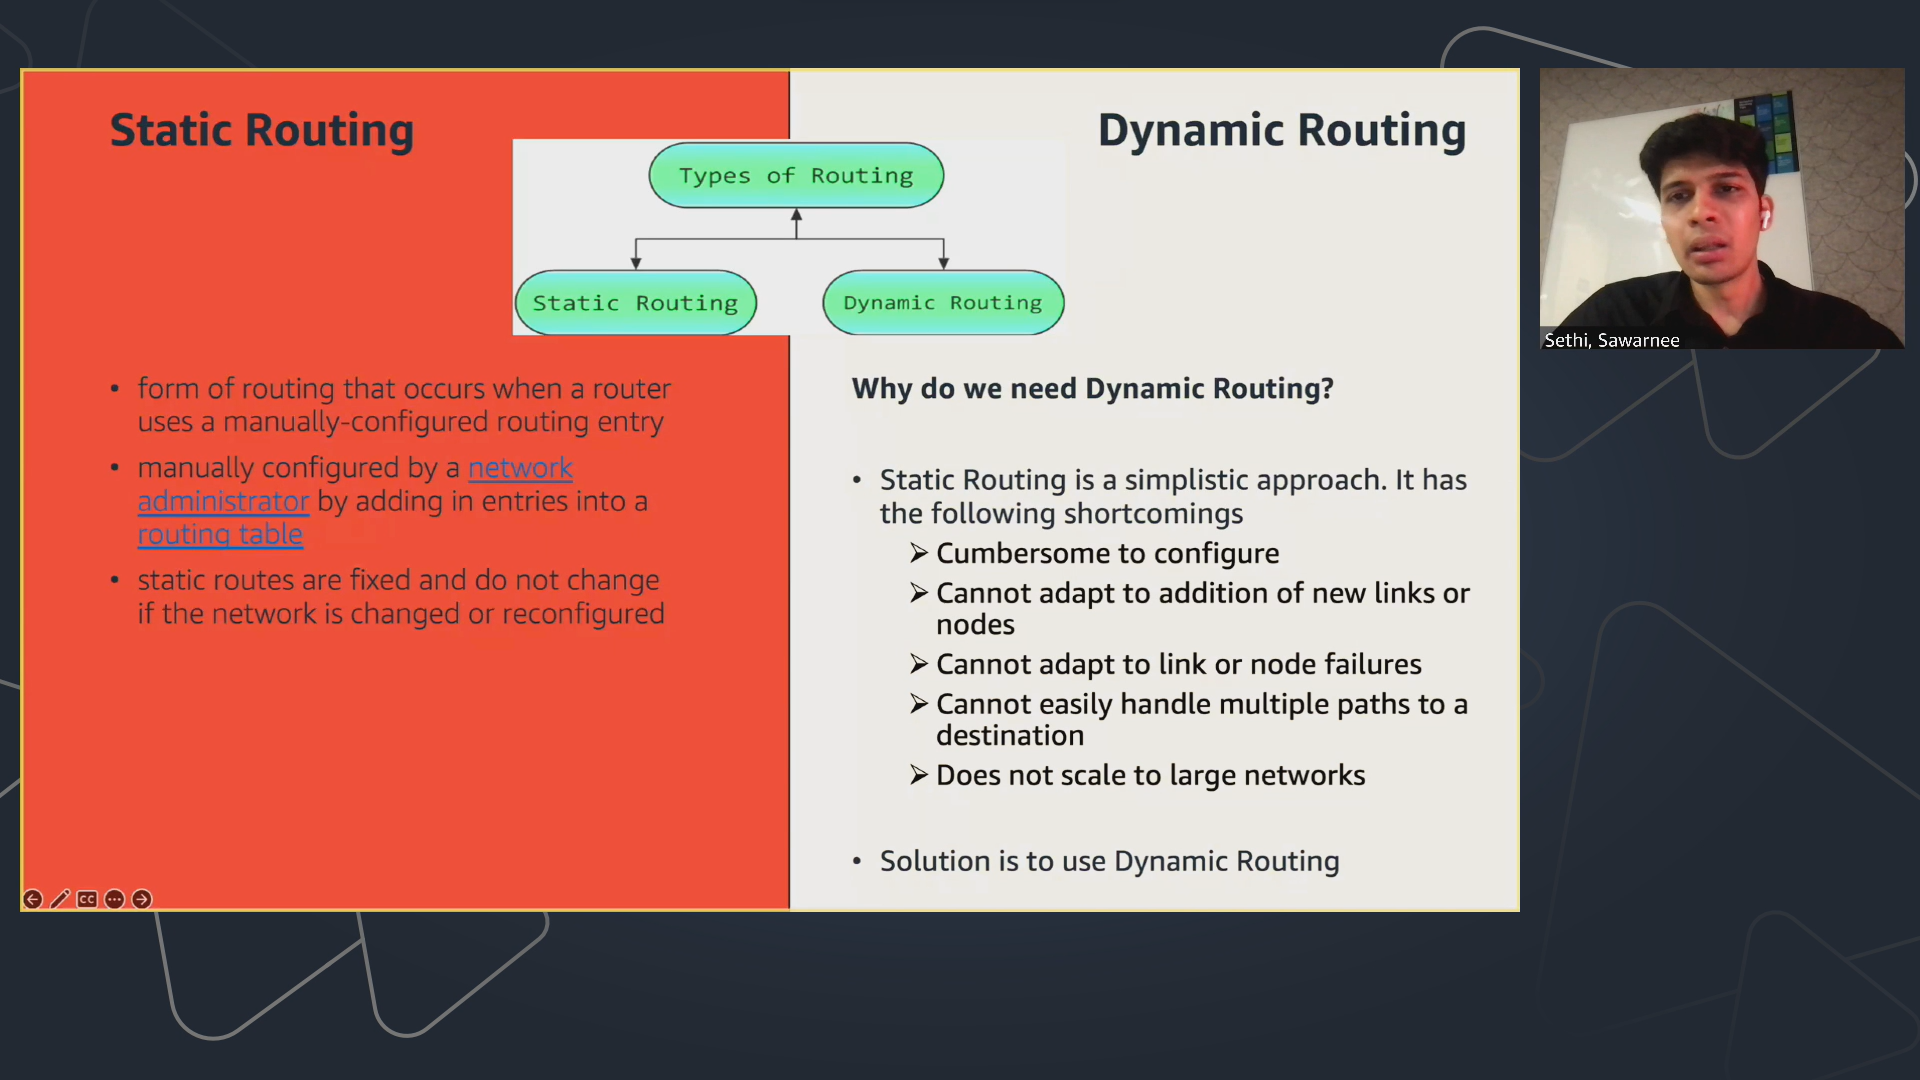 Static Routing
Dynamic Routing
Types of Routing
Static Routing
Dynamic Routing
• form of routing that occurs when a router
uses a manually-configured routing entry
• manually configured by a network
administrator by adding in entries into a
routing table
• static routes are fixed and do not change
if the network is changed or reconfigured
Why do we need Dynamic Routing?
• Static Routing is a simplistic approach. It has
the following shortcomings
➢ Cumbersome to configure
➢ Cannot adapt to addition of new links or
nodes
➢ Cannot adapt to link or node failures
➢ Cannot easily handle multiple paths to a
destination
➢ Does not scale to large networks
• Solution is to use Dynamic Routing
CC
Sethi, Sawarnee